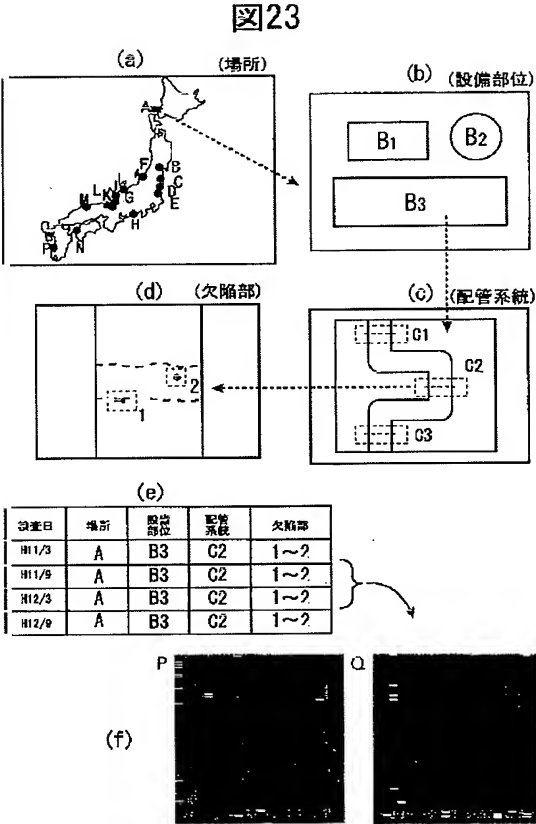 図23
(a) (場所)
A
F
B
L
J
K
G
C
D
M
H
E
P
N
(b) (設備部位)
B1
B2
B3
(c) (配管系統)
C1
C2
C3
(d) (欠陥部)
2
1
(e)
検査日 場所 設備部位 配管系統 欠陥部
H11/3 A B3 C2 1~2
H11/9 A B3 C2 1~2
H12/3 A B3 C2 1~2
H12/9 A B3 C2 1~2
P Q
(f)